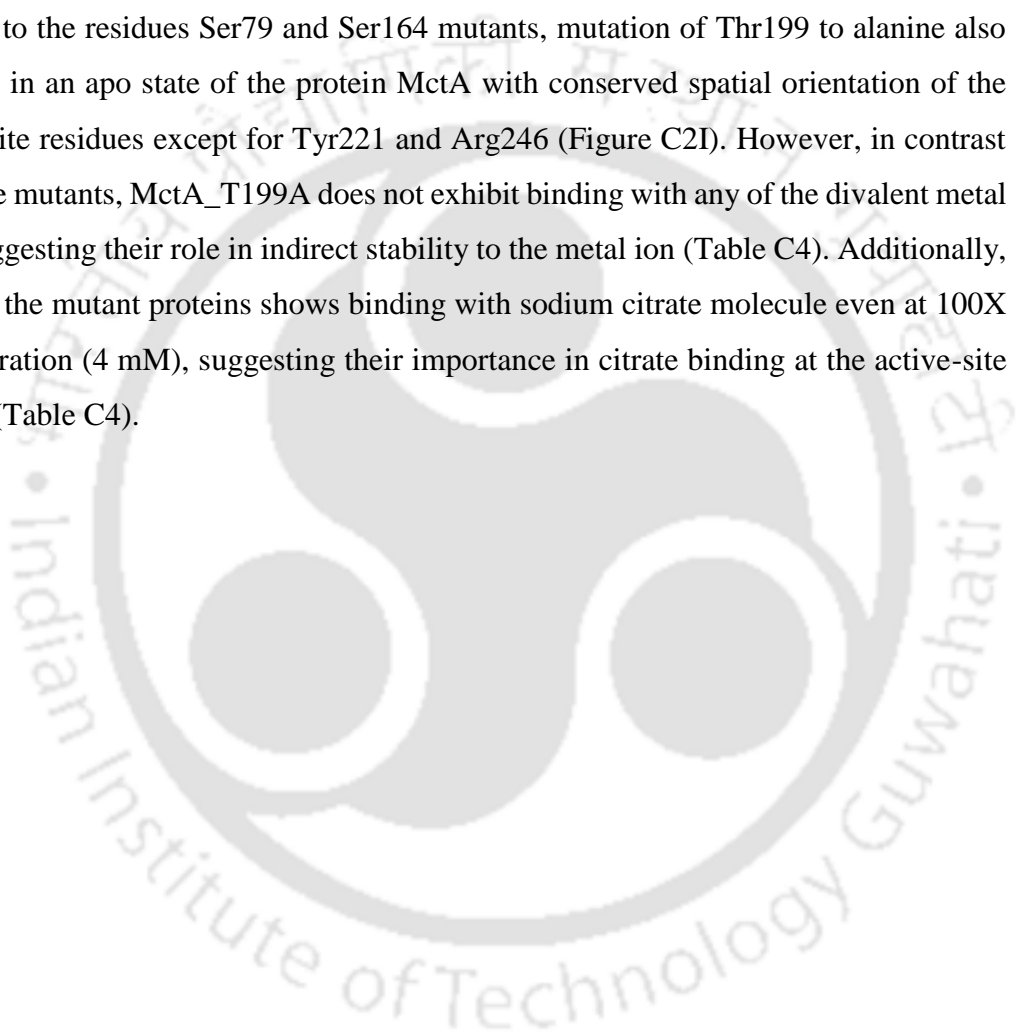 to the residues Ser79 and Ser164 mutants, mutation of Thr199 to alanine also
in an apo state of the protein MctA with conserved spatial orientation of the
ite residues except for Tyr221 and Arg246 (Figure C2I). However, in contrast
e mutants, MctA_T199A does not exhibit binding with any of the divalent metal
ggesting their role in indirect stability to the metal ion (Table C4). Additionally,
the mutant proteins shows binding with sodium citrate molecule even at 100X
ration (4 mM), suggesting their importance in citrate binding at the active-site
(Table C4).
Indian Institute of Technology Guwahati